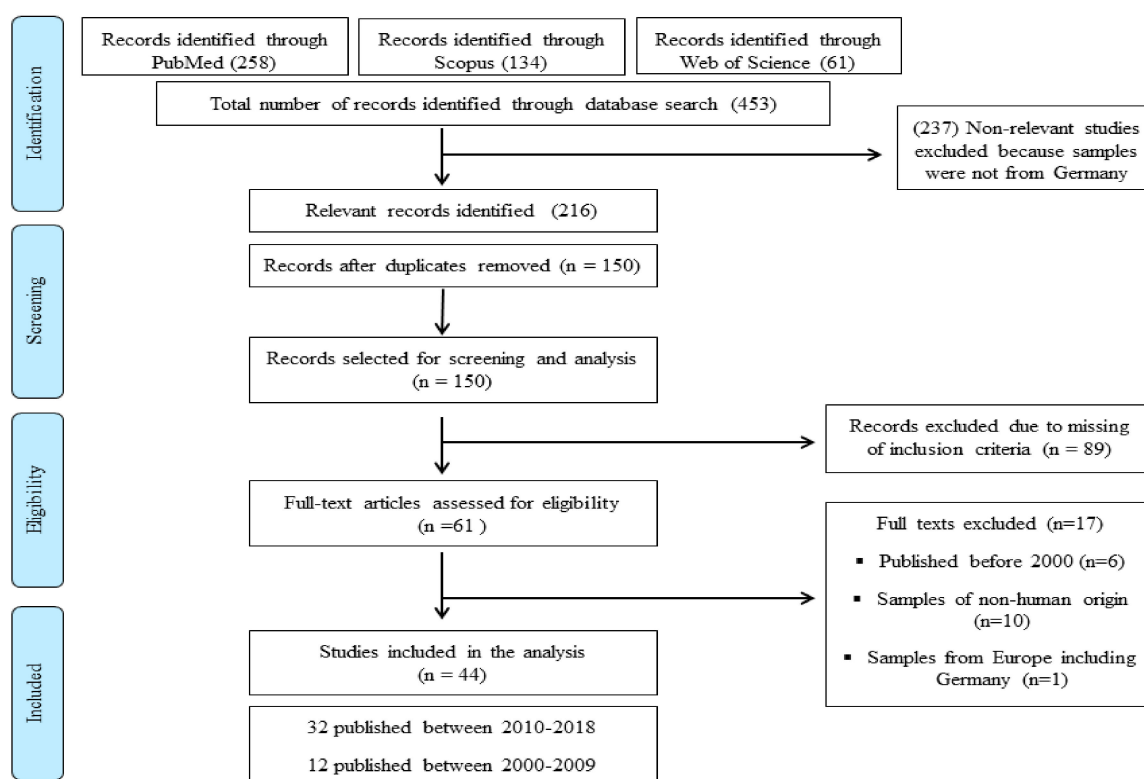 Identification
Records identified through
PubMed (258)
Records identified through
Scopus (134)
Records identified through
Web of Science (61)
Total number of records identified through database search (453)
(237) Non-relevant studies
excluded because samples
were not from Germany
Relevant records identified (216)
Screening
Records after duplicates removed (n = 150)
Records selected for screening and analysis
(n = 150)
Eligibility
Records excluded due to missing
of inclusion criteria (n = 89)
Full-text articles assessed for eligibility
(n =61 )
Full texts excluded (n=17)
▪ Published before 2000 (n=6)
▪ Samples of non-human origin
(n=10)
▪ Samples from Europe including
Germany (n=1)
Included
Studies included in the analysis
(n = 44)
32 published between 2010-2018
12 published between 2000-2009